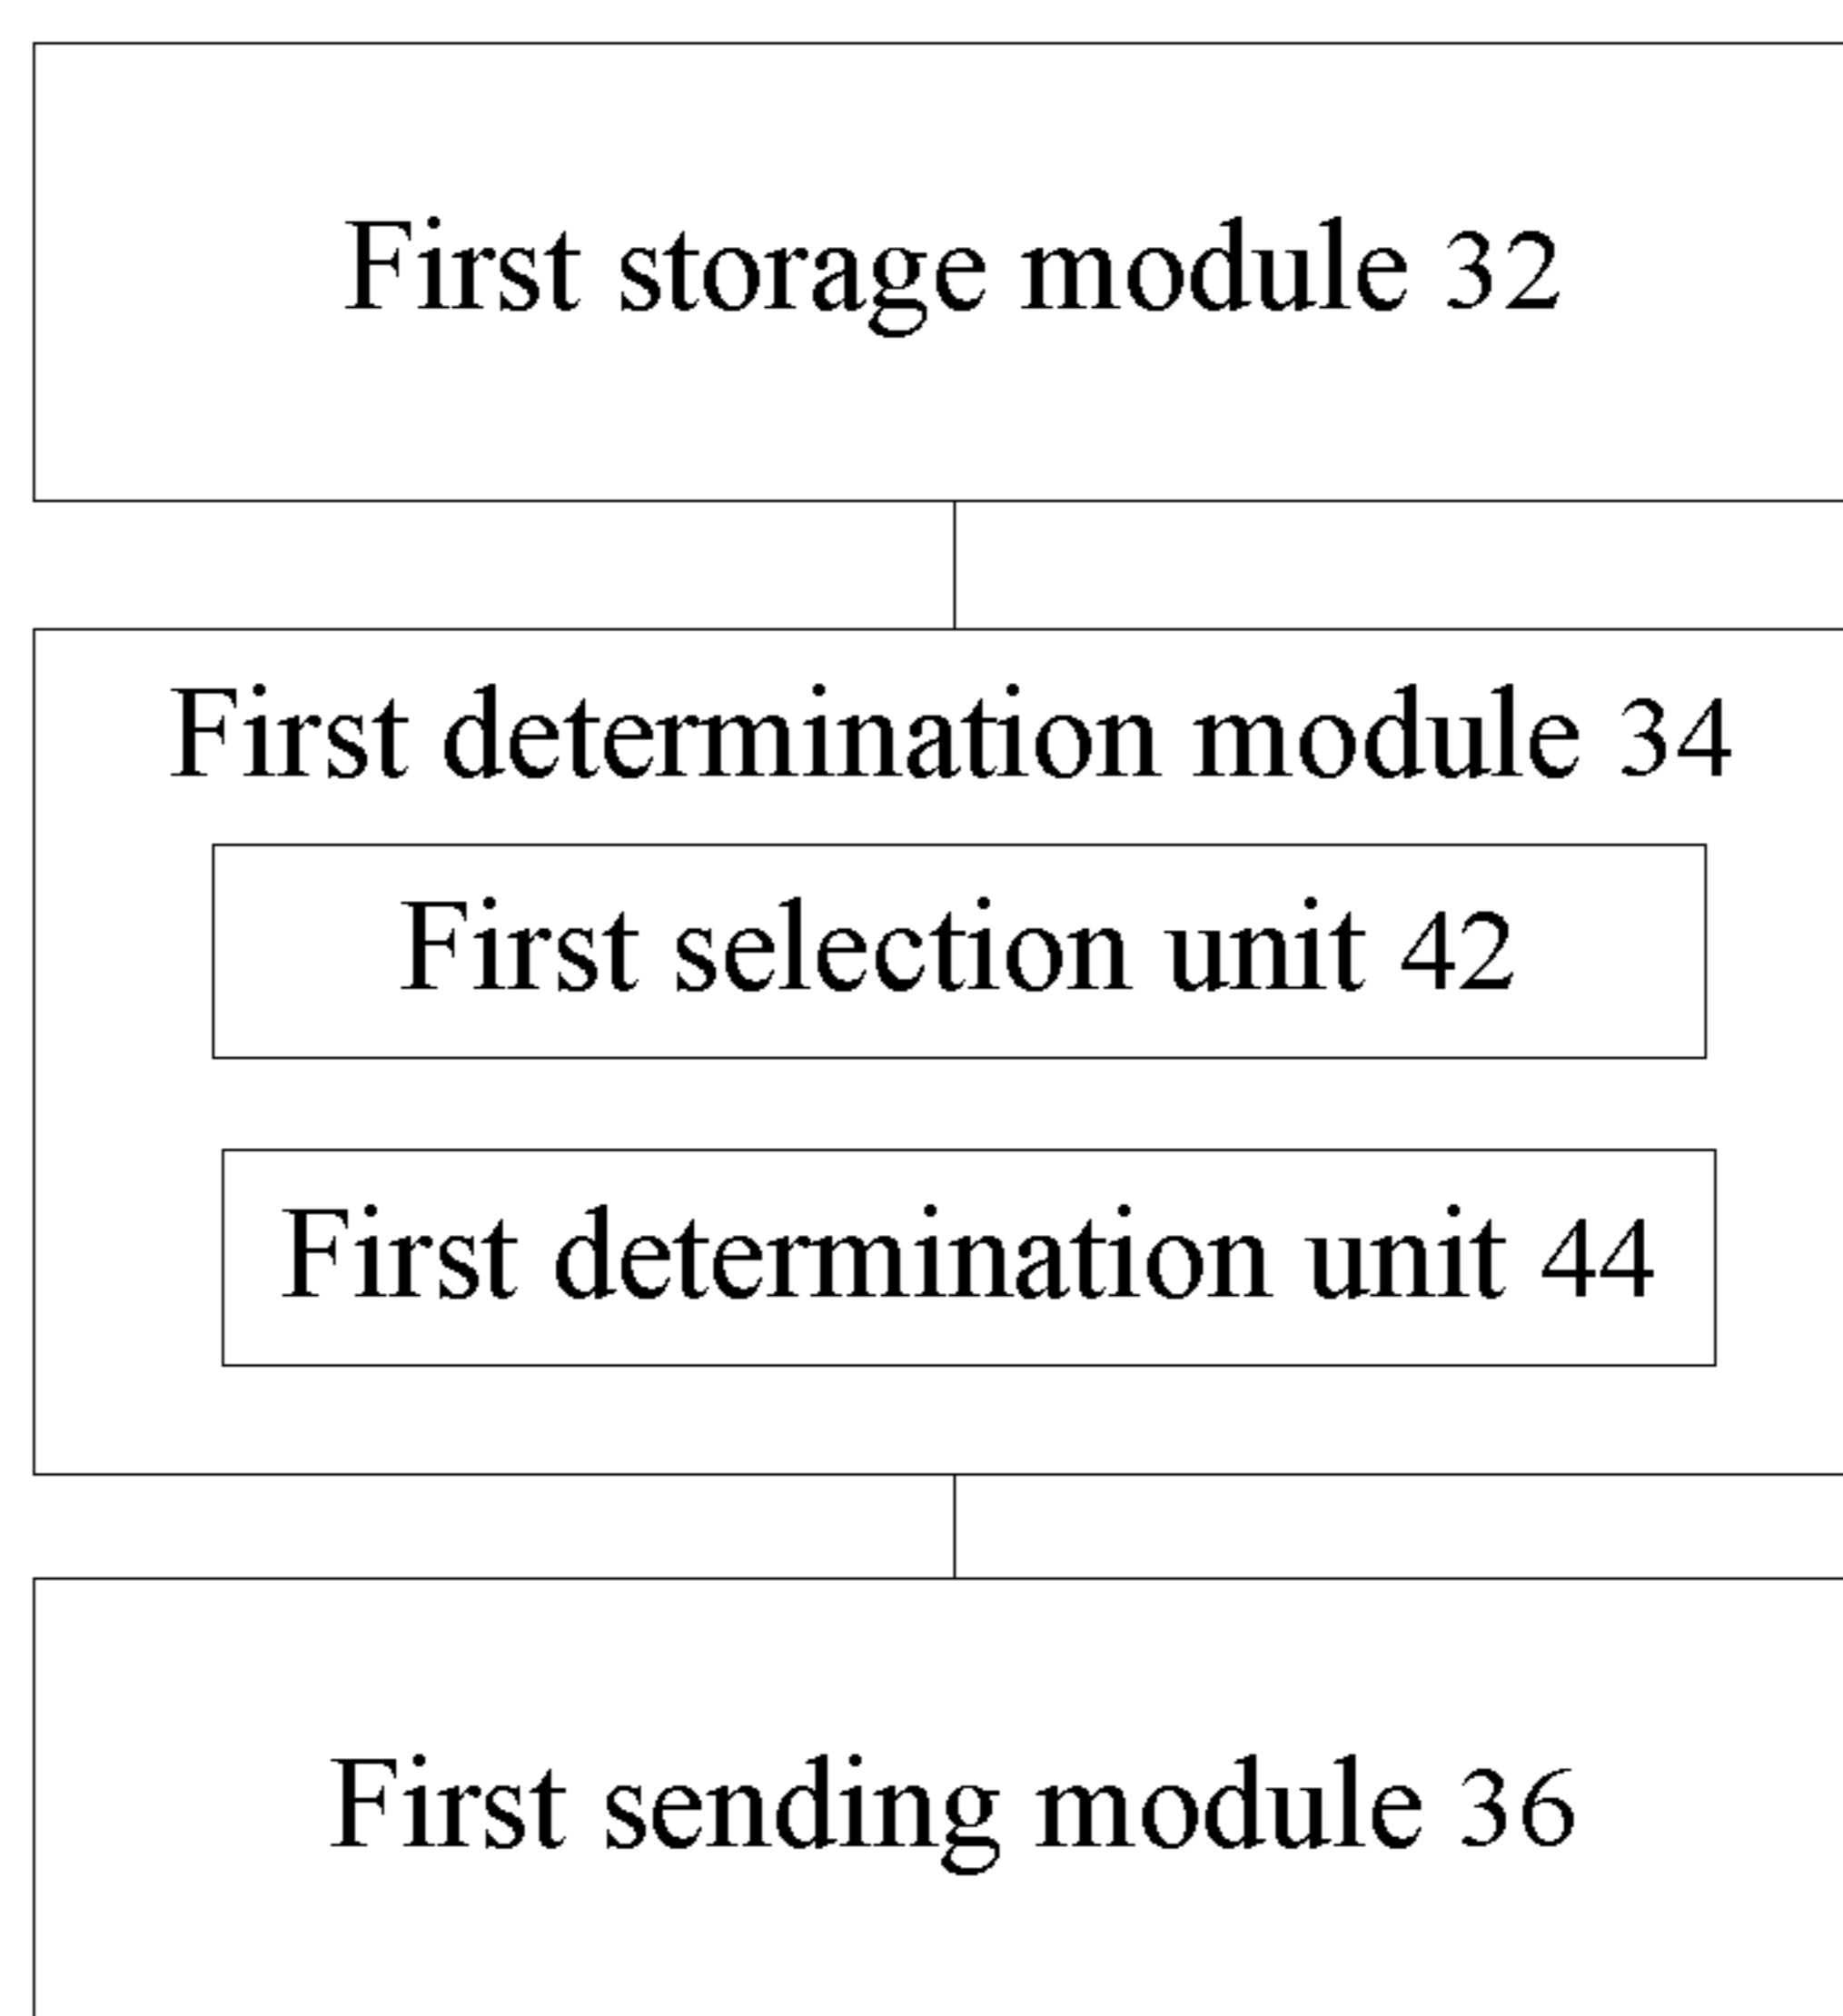 First storage module 32
First determination module 34
First selection unit 42
First determination unit 44
First sending module 36